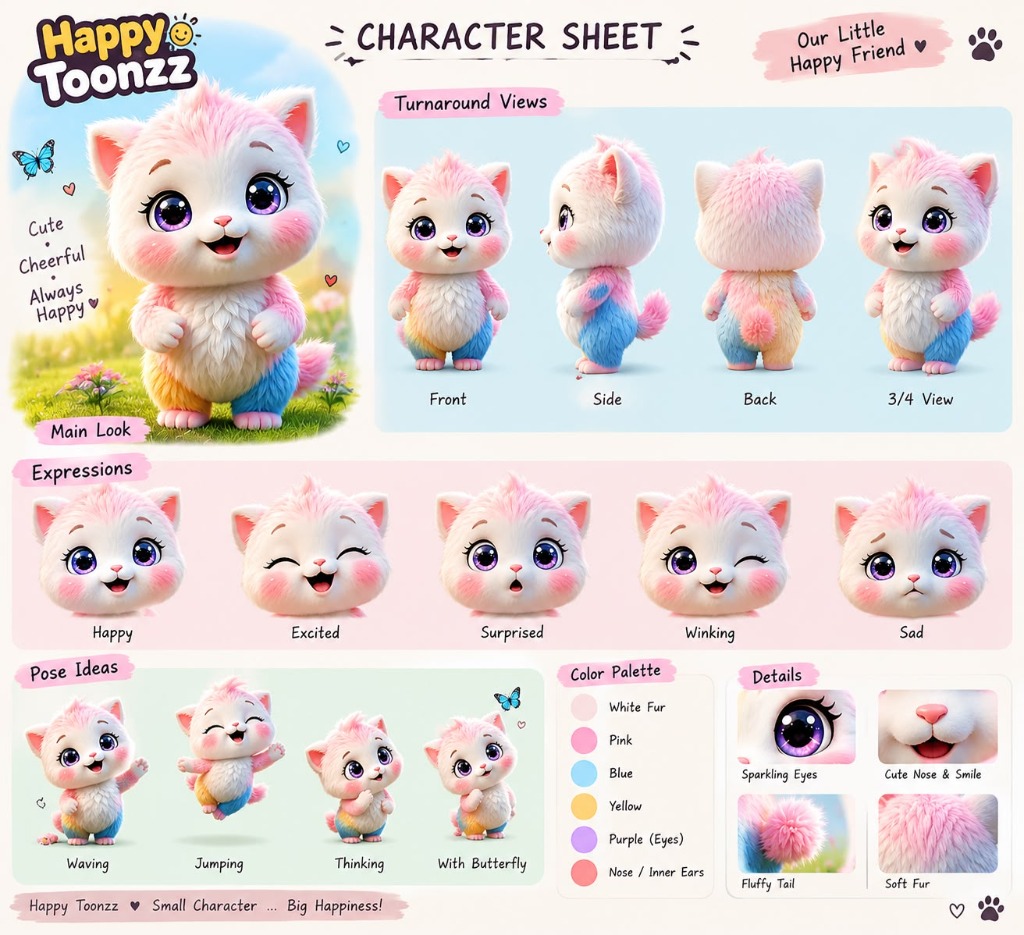 Happy
Toonzz
CHARACTER SHEET
Our Little
Happy Friend ♥
Cute
•
Cheerful
•
Always
Happy ♥
Main Look
Turnaround Views
Front
Side
Back
3/4 View
Expressions
Happy
Excited
Surprised
Winking
Sad
Pose Ideas
Waving
Jumping
Thinking
With Butterfly
Color Palette
White Fur
Pink
Blue
Yellow
Purple (Eyes)
Nose / Inner Ears
Details
Sparkling Eyes
Cute Nose & Smile
Fluffy Tail
Soft Fur
Happy Toonzz ♥ Small Character ... Big Happiness!